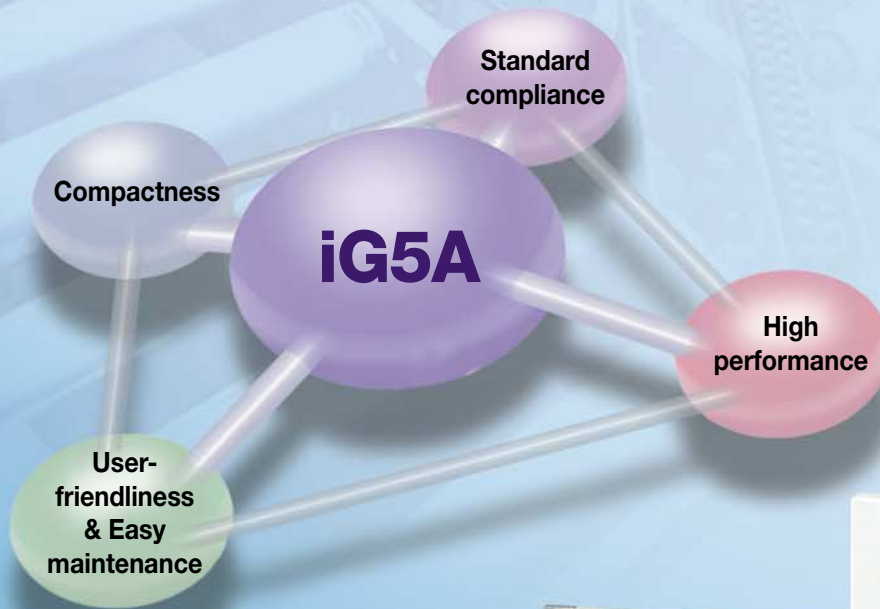 Standard
compliance
Compactness
iG5A
High
performance
User-
friendliness
& Easy
maintenance